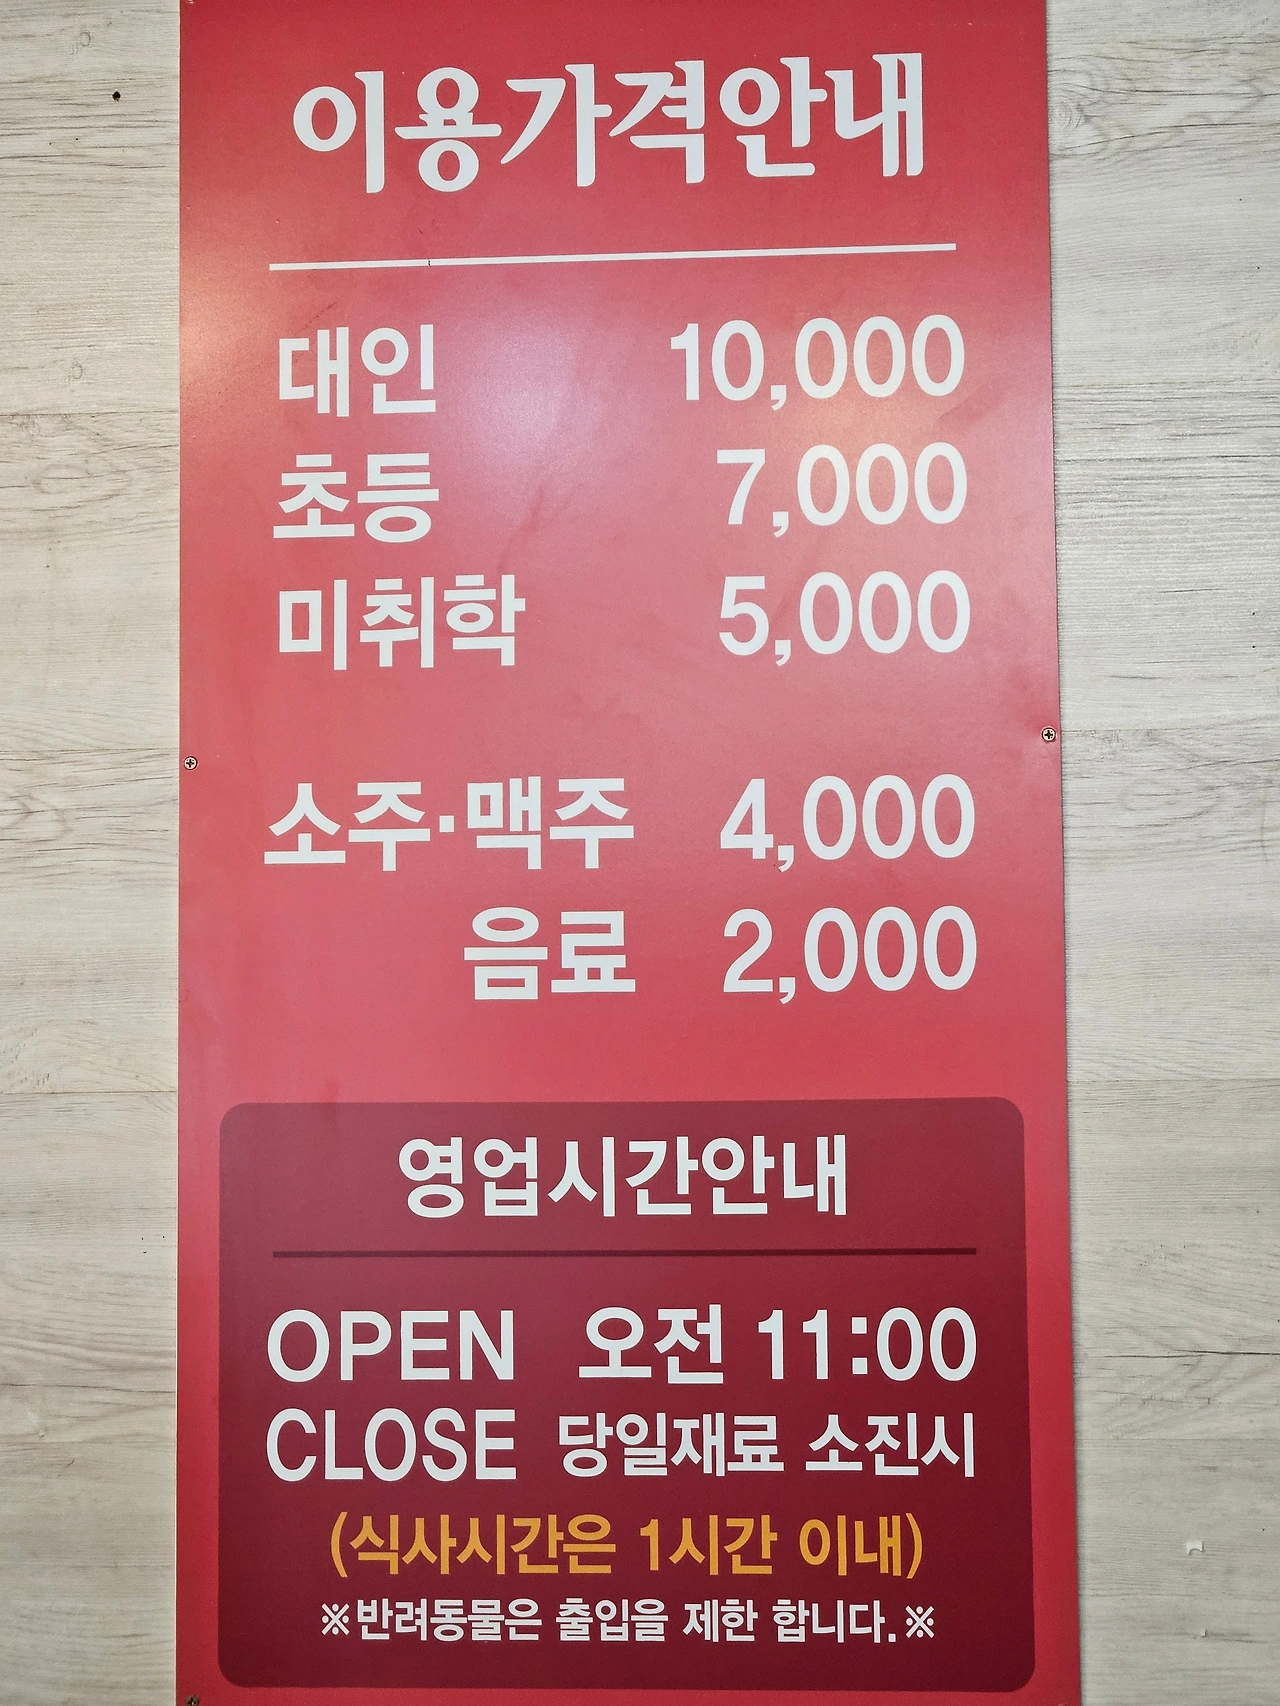 이용가격안내
대인 10,000
초등 7,000
미취학 5,000
소주·맥주 4,000
음료 2,000
영업시간안내
OPEN 오전 11:00
CLOSE 당일재료 소진시
(식사시간은 1시간 이내)
※반려동물은 출입을 제한 합니다.※